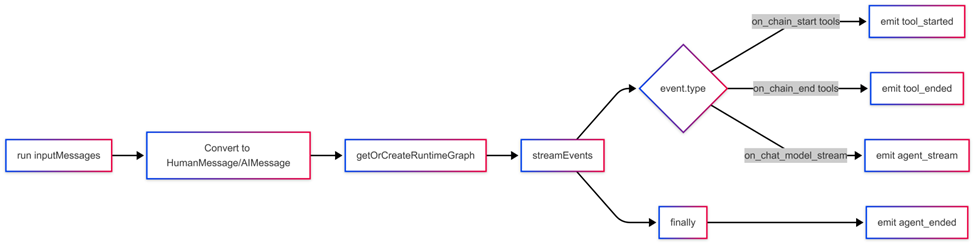 run inputMessages
Convert to
HumanMessage/AIMessage
getOrCreateRuntimeGraph
streamEvents
event.type
on_chain_start tools
emit tool_started
on_chain_end tools
emit tool_ended
on_chat_model_stream
emit agent_stream
finally
emit agent_ended